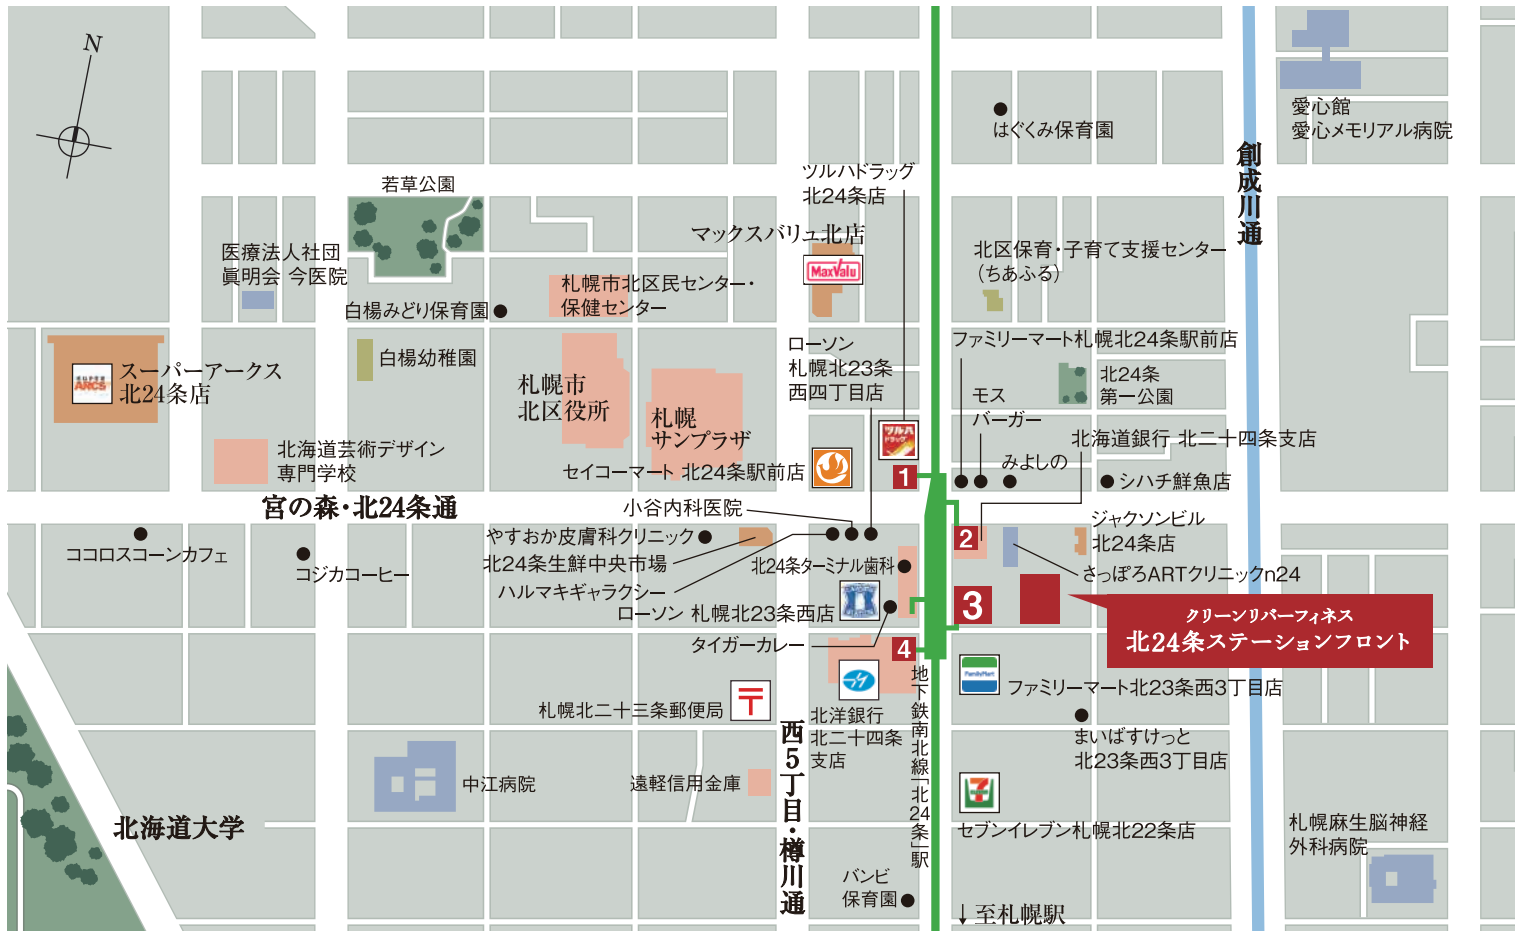 N
愛心館
愛心メモリアル病院
はぐくみ保育園
創成川通
ツルハドラッグ
北24条店
若草公園
マックスバリュ北店
MaxValu
医療法人社団
眞明会 今医院
北区保育・子育て支援センター
(ちあふる)
札幌市北区民センター・
保健センター
白楊みどり保育園
ファミリーマート札幌北24条駅前店
ローソン
札幌北23条
西四丁目店
白楊幼稚園
スーパーアークス
北24条店
SUPER
ARCS
札幌市
北区役所
札幌
サンプラザ
北24条
第一公園
モス
バーガー
ツルハ
ドラッグ
北海道銀行 北二十四条支店
北海道芸術デザイン
専門学校
セイコーマート 北24条駅前店
1
みよしの
シハチ鮮魚店
宮の森・北24条通
小谷内科医院
やすおか皮膚科クリニック
北24条生鮮中央市場
ハルマキギャラクシー
2
ジャクソンビル
北24条店
ココロスコーンカフェ
コジカコーヒー
北24条ターミナル歯科
さっぽろARTクリニックn24
ローソン 札幌北23条西店
3
クリーンリバーフィネス
北24条ステーションフロント
タイガーカレー
4
FamilyMart
ファミリーマート北23条西3丁目店
札幌北二十三条郵便局
北洋銀行
北二十四条
支店
西5丁目・樽川通
地下鉄南北線「北24条」駅
まいばすけっと
北23条西3丁目店
中江病院
遠軽信用金庫
セブンイレブン札幌北22条店
北海道大学
札幌麻生脳神経
外科病院
バンビ
保育園
↓至札幌駅